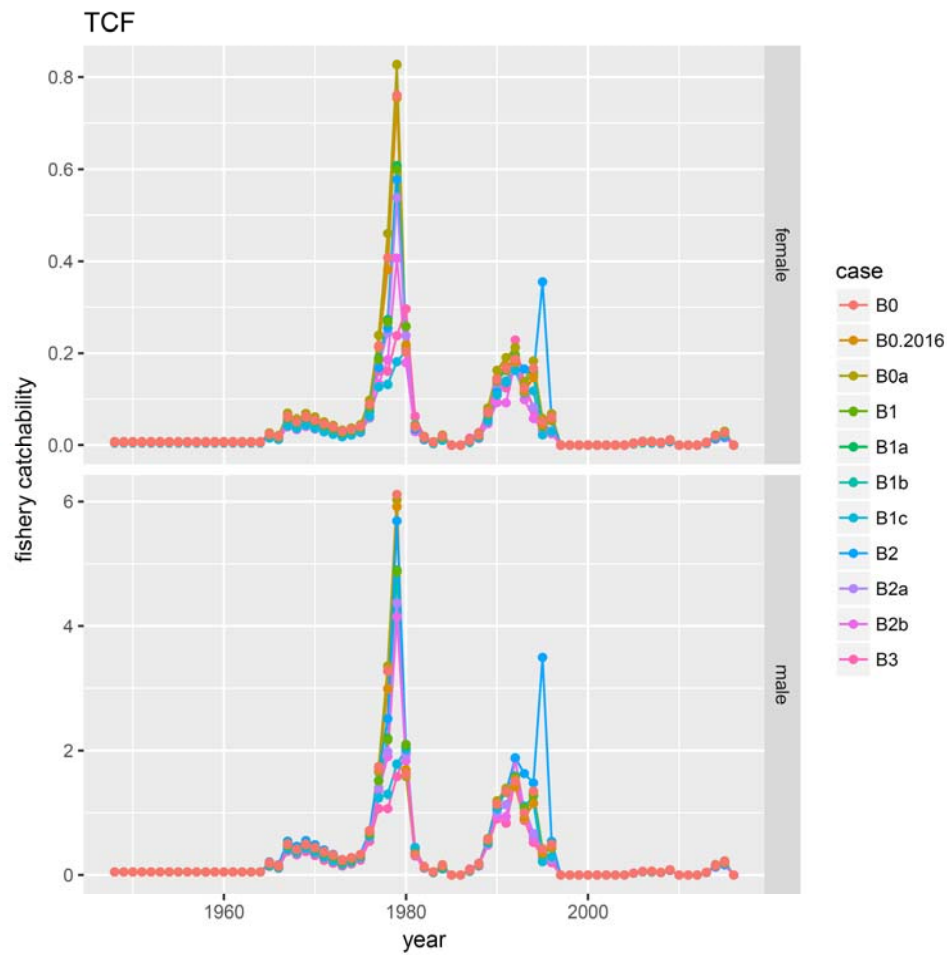 TCF
0.8
0.6
0.4
0.2
0.0
female
6
4
2
0
male
1960 1980 2000
year
fishery catchability
case
B0
B0.2016
B0a
B1
B1a
B1b
B1c
B2
B2a
B2b
B3